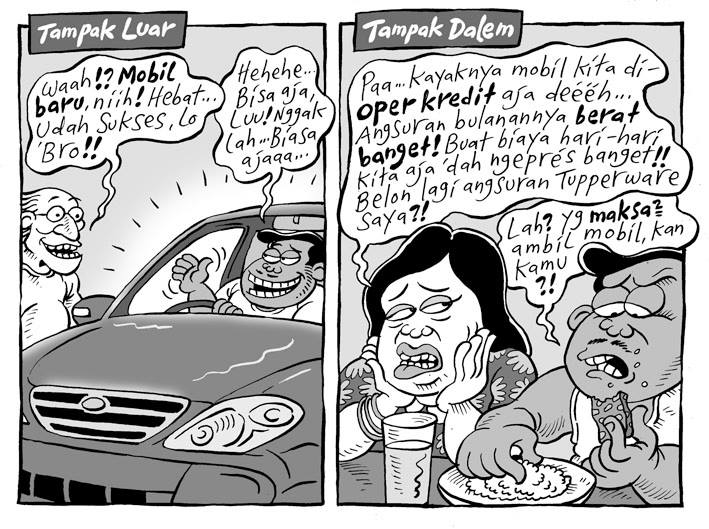 Tampak Luar
Waah!? Mobil
baru, niih! Hebat...
Udah Sukses, Lo
'Bro!!
Hehehe...
Bisa aja,
Luu! Nggak
Lah...Biasa
ajaaa...
Tampak Dalem
Paa... kayaknya mobil kita di-
oper kredit aja dééeh...
Angsuran bulanannya berat
banget! Buat biaya hari-hari
kita aja 'dah ngeprés banget!!
Belon lagi angsuran Tupperware
saya?!
Lah? yg maksa2
ambil mobil, kan
kamu
?!